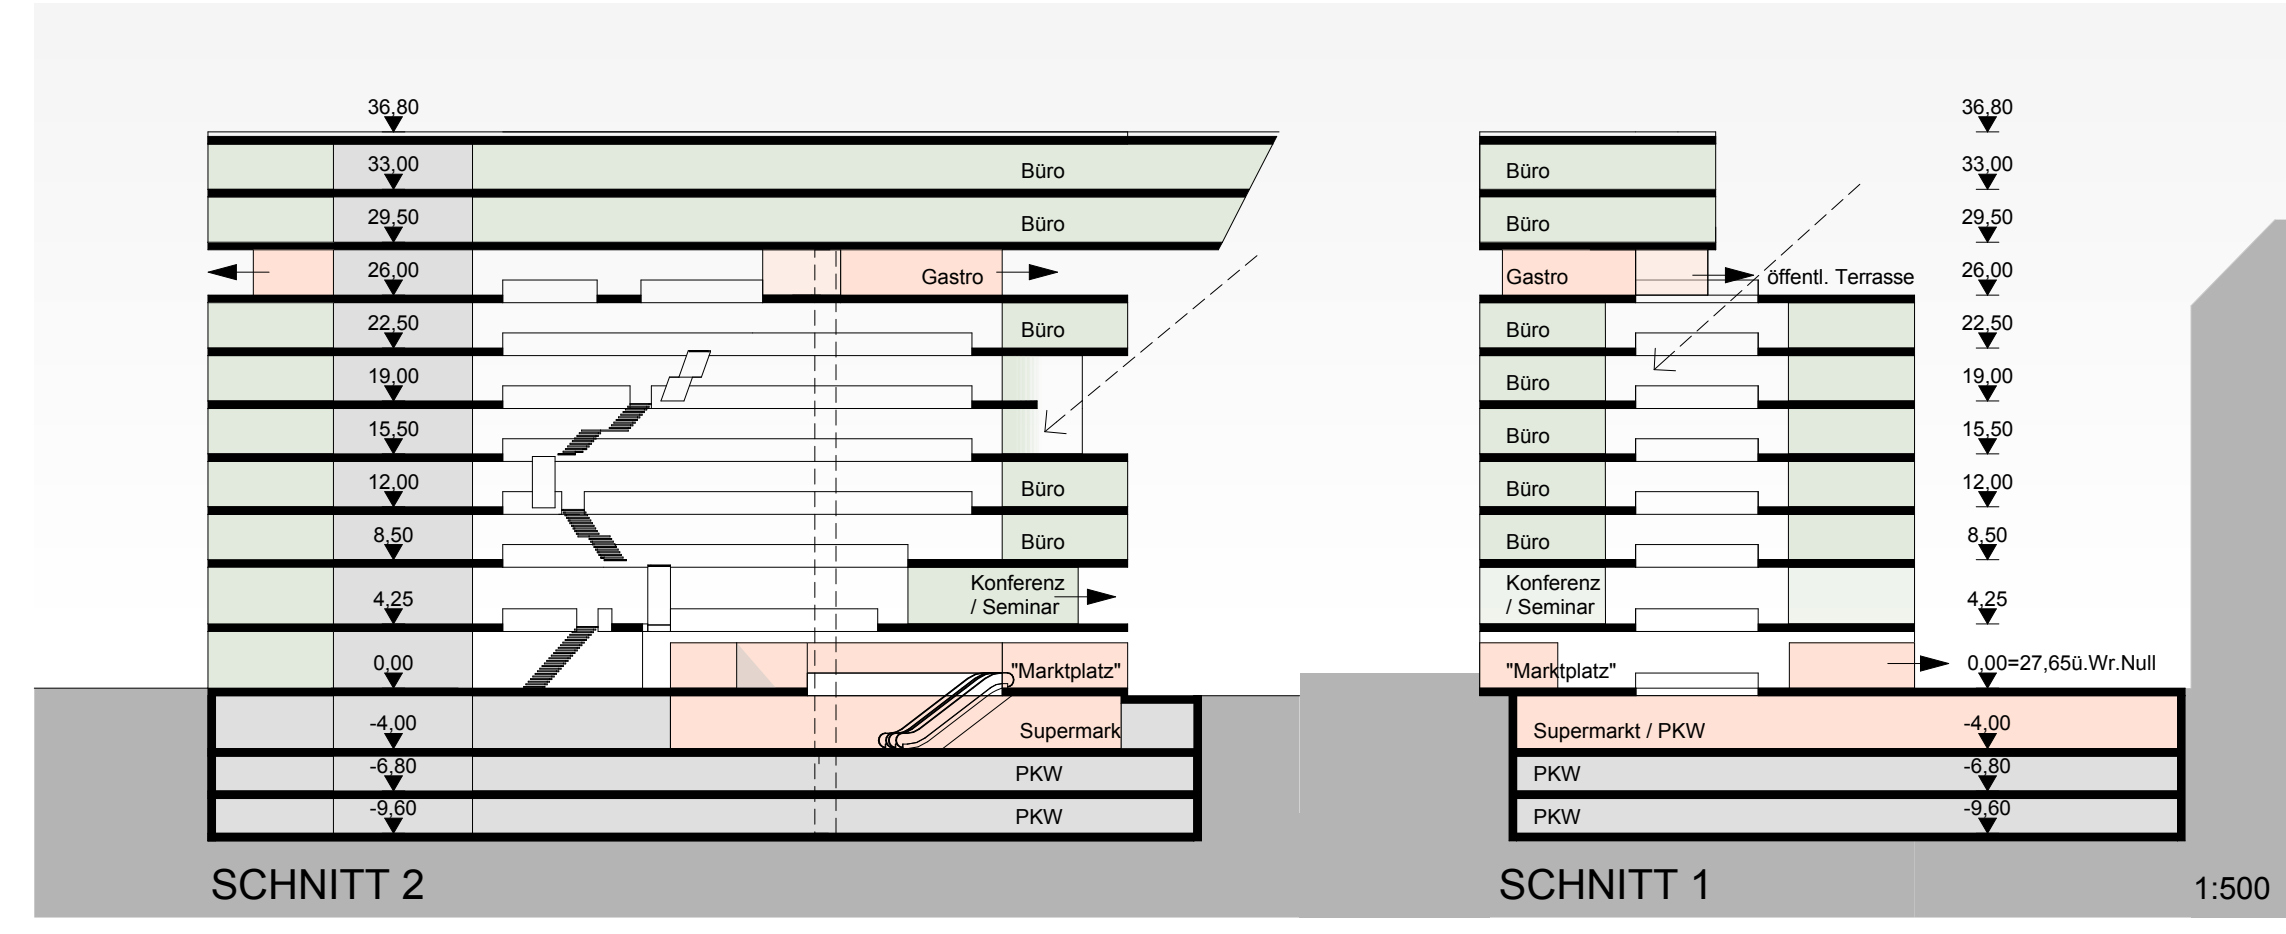 36,80
33,00
Büro
29,50
Büro
26,00
Gastro
22,50
Büro
19,00
15,50
12,00
Büro
8,50
Büro
4,25
Konferenz
/ Seminar
0,00
"Marktplatz"
-4,00
Supermark
-6,80
PKW
-9,60
PKW
SCHNITT 2
36,80
Büro
33,00
Büro
29,50
Gastro
öffentl. Terrasse
26,00
Büro
22,50
Büro
19,00
Büro
15,50
Büro
12,00
Büro
8,50
Konferenz
/ Seminar
4,25
"Marktplatz"
0,00=27,65ü.Wr.Null
Supermarkt / PKW
-4,00
PKW
-6,80
PKW
-9,60
SCHNITT 1
1:500